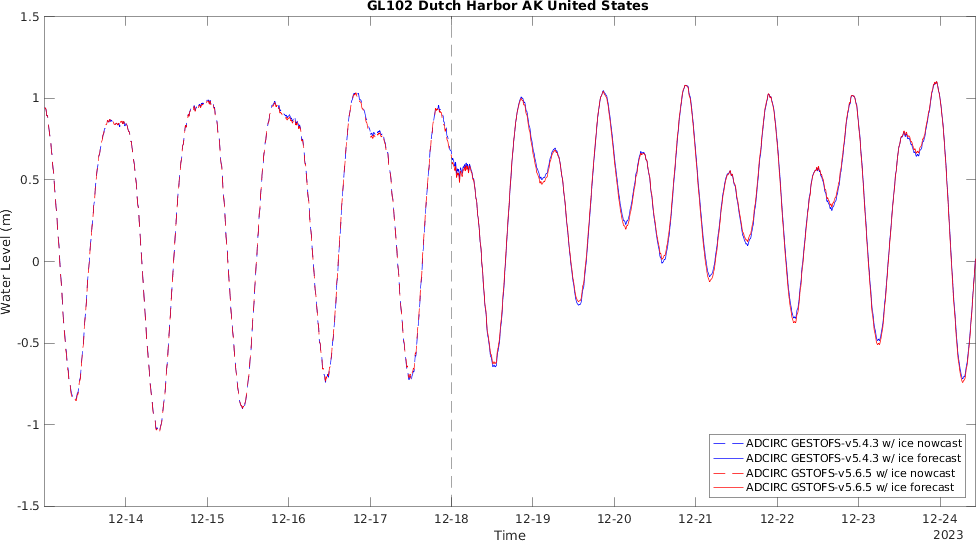 GL102 Dutch Harbor AK United States
1.5
1
0.5
0
-0.5
-1
-1.5
Water Level (m)
12-14 12-15 12-16 12-17 12-18 12-19 12-20 12-21 12-22 12-23 12-24
Time
2023
ADCIRC GESTOFS-v5.4.3 w/ ice nowcast
ADCIRC GESTOFS-v5.4.3 w/ ice forecast
ADCIRC GSTOFS-v5.6.5 w/ ice nowcast
ADCIRC GSTOFS-v5.6.5 w/ ice forecast